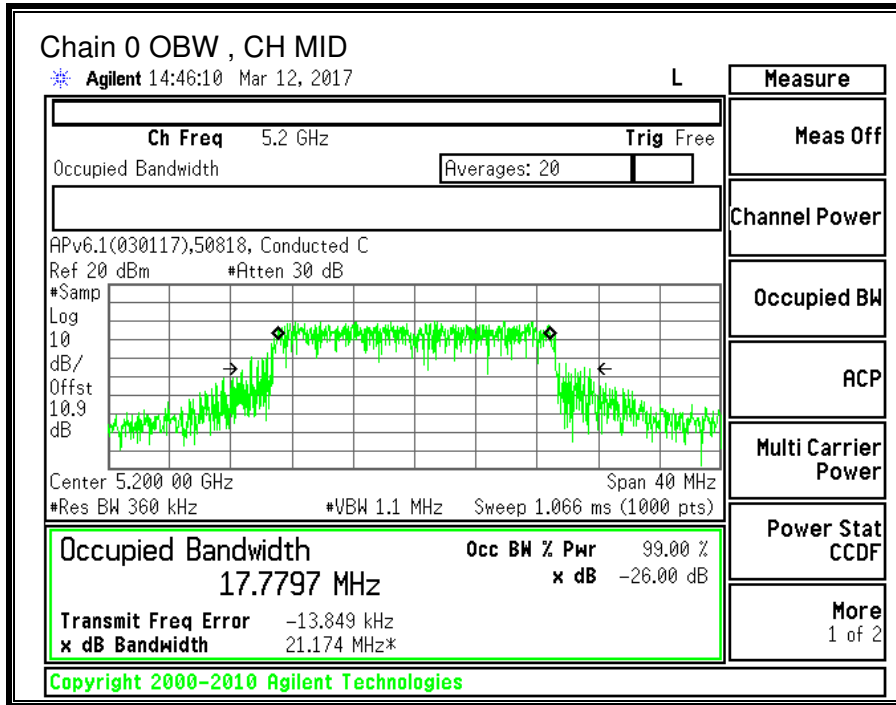 Chain 0 OBW , CH MID
Agilent 14:46:10 Mar 12, 2017 L
Measure
Ch Freq 5.2 GHz Trig Free
Occupied Bandwidth Averages: 20
APv6.1(030117),50818, Conducted C
Ref 20 dBm #Atten 30 dB
#Samp
Log
10
dB/
Offst
10.9
dB
Center 5.200 00 GHz Span 40 MHz
#Res BW 360 kHz #VBW 1.1 MHz Sweep 1.066 ms (1000 pts)
Occupied Bandwidth Occ BW % Pwr 99.00 %
17.7797 MHz x dB -26.00 dB
Transmit Freq Error -13.849 kHz
x dB Bandwidth 21.174 MHz*
Copyright 2000-2010 Agilent Technologies
Meas Off
Channel Power
Occupied BW
ACP
Multi Carrier
Power
Power Stat
CCDF
More
1 of 2